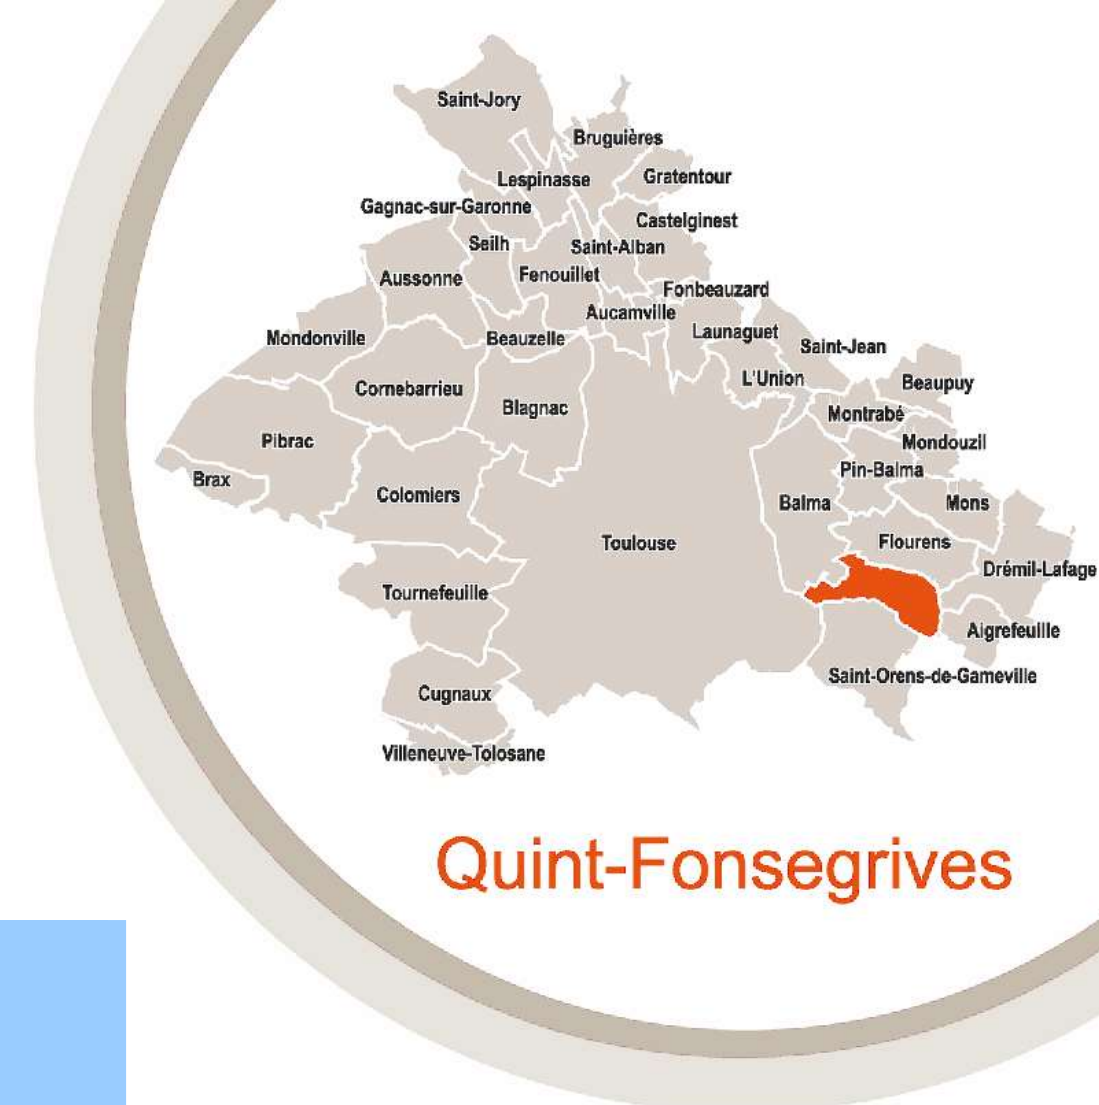 Saint-Jory
Bruguières
Lespinasse
Gratentour
Gagnac-sur-Garonne
Castelginest
Seilh
Saint-Alban
Aussonne
Fenouillet
Fonbeauzard
Aucamville
Launaguet
Mondonville
Beauzelle
Saint-Jean
L'Union
Beaupuy
Cornebarrieu
Blagnac
Montrabé
Pibrac
Mondouzil
Pin-Balma
Brax
Colomiers
Balma
Mons
Toulouse
Flourens
Drémil-Lafage
Tournefeuille
Aigrefeuille
Saint-Orens-de-Gameville
Cugnaux
Villeneuve-Tolosane
Quint-Fonsegrives